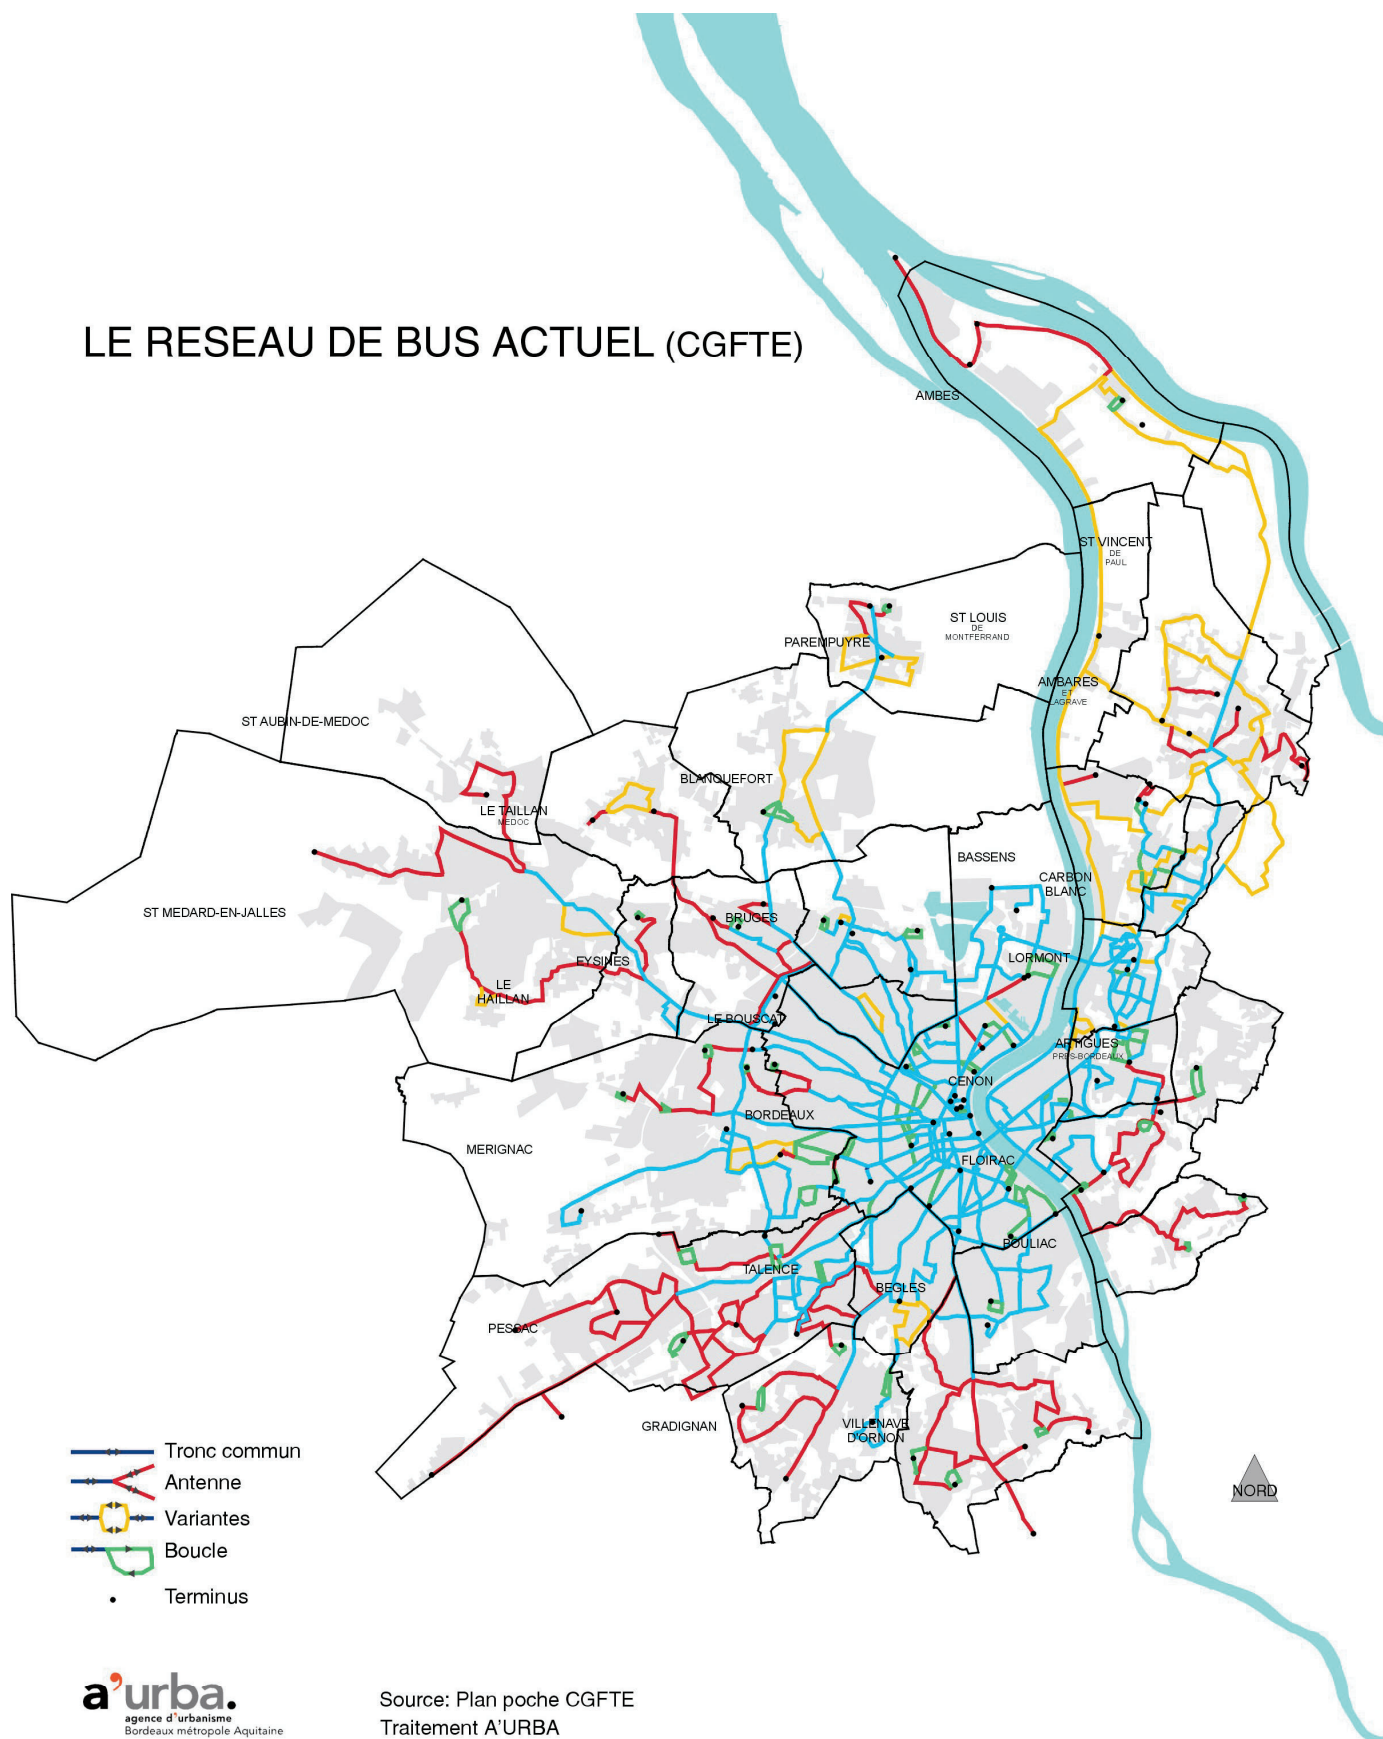 LE RESEAU DE BUS ACTUEL (CGFTE)
AMBES
ST VINCENT
DE
PAUL
ST LOUIS
DE
MONTFERRAND
PAREMPUYRE
AMBARES
ET
LAGRAVE
ST AUBIN-DE-MEDOC
BLANQUEFORT
LE TAILLAN
MEDOC
BASSENS
CARBON
BLANC
ST MEDARD-EN-JALLES
BRUGES
EYSINES
LORMONT
LE
HAILLAN
LE BOUSCAT
ARTIGUES
PRES-BORDEAUX
CENON
BORDEAUX
MERIGNAC
FLOIRAC
BOULIAC
TALENCE
BEGLES
PESSAC
GRADIGNAN
VILLENAVE
D'ORNON
Tronc commun
Antenne
Variantes
Boucle
Terminus
NORD
a'urba.
agence d'urbanisme
Bordeaux métropole Aquitaine
Source: Plan poche CGFTE
Traitement A'URBA